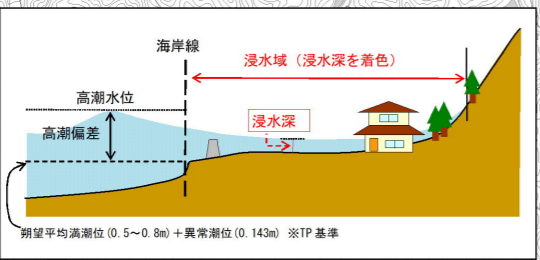 海岸線
浸水域（浸水深を着色）
高潮水位
高潮偏差
浸水深
朔望平均満潮位(0.5～0.8m)＋異常潮位(0.143m) ※TP基準